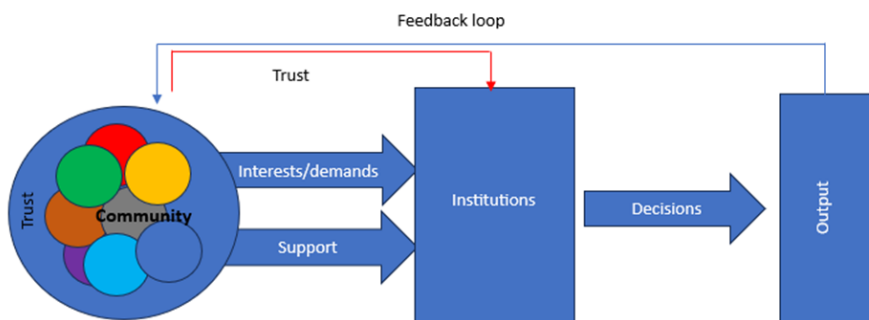 Feedback loop
Trust
Interests/demands
Trust
Community
Institutions
Decisions
Output
Support